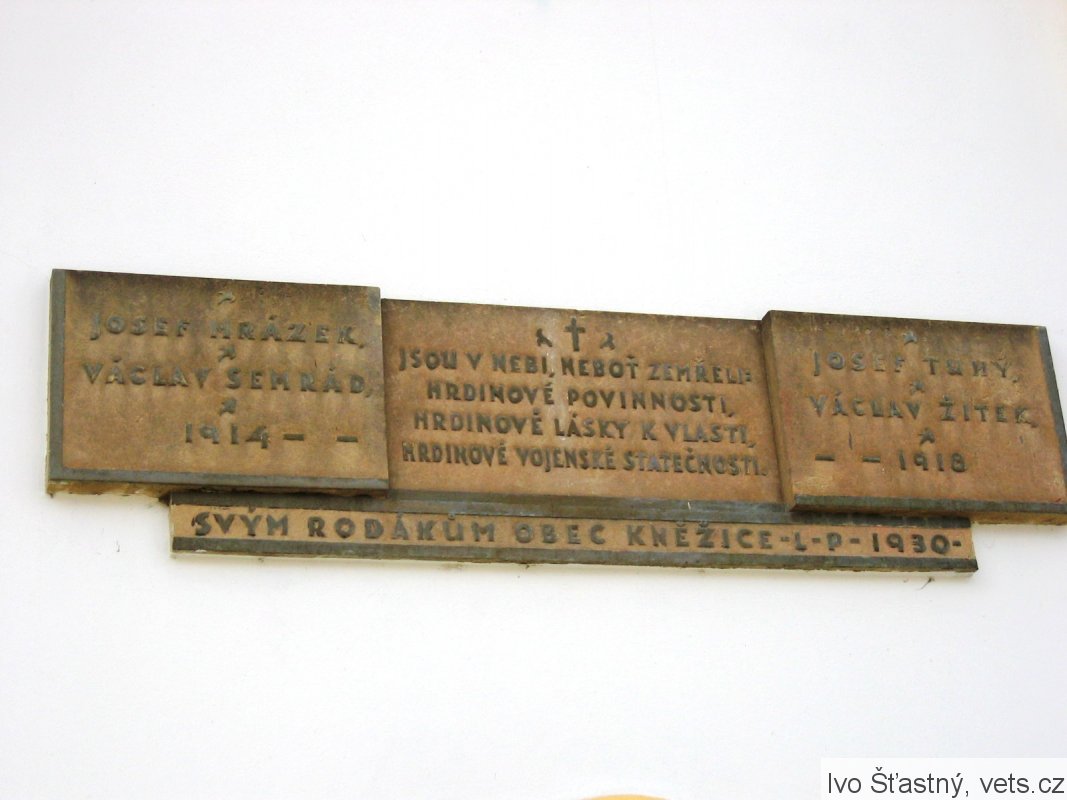 JOSEF MRÁZEK,
VÁCLAV SEMRÁD,
1914 – –
JSOU V NEBI, NEBOŤ ZEMŘELI:
HRDINOVÉ POVINNOSTI,
HRDINOVÉ LÁSKY K VLASTI,
HRDINOVÉ VOJENSKÉ STATEČNOSTI.
JOSEF TUHÝ,
VÁCLAV ŽITEK,
– – 1918
SVÝM RODÁKŮM OBEC KNĚŽICE-L-P-1930-
Ivo Šťastný, vets.cz